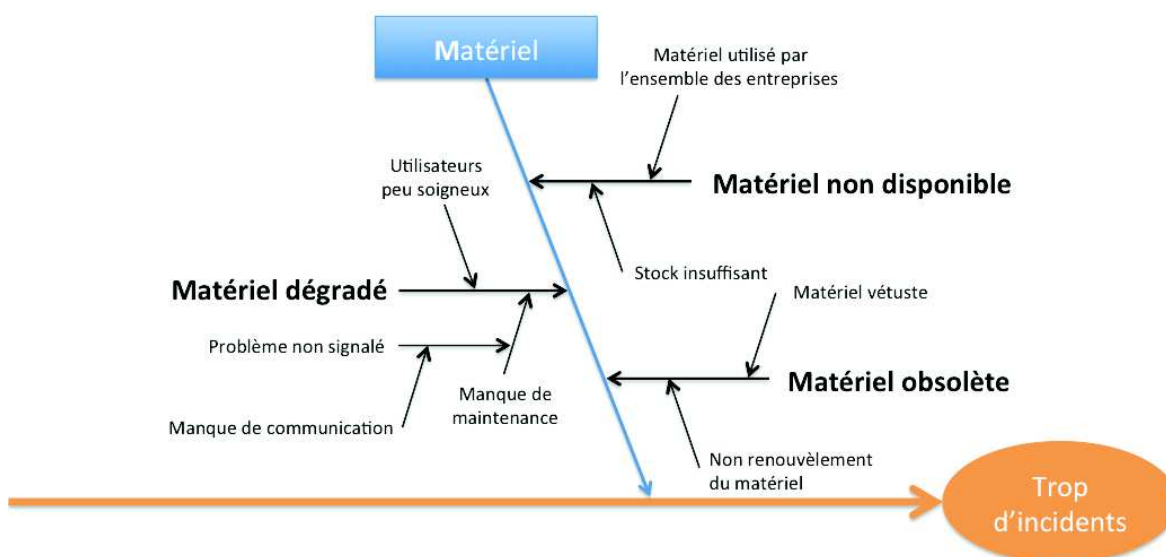 Matériel
Matériel utilisé par
l'ensemble des entreprises
Utilisateurs
peu soigneux
Matériel non disponible
Stock insuffisant
Matériel dégradé
Matériel vétuste
Problème non signalé
Matériel obsolète
Manque de
maintenance
Manque de communication
Non renouvèlement
du matériel
Trop
d'incidents